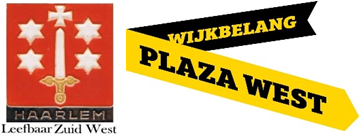 HAARLEM
Leefbaar Zuid West
WIJKBELANG
PLAZA WEST